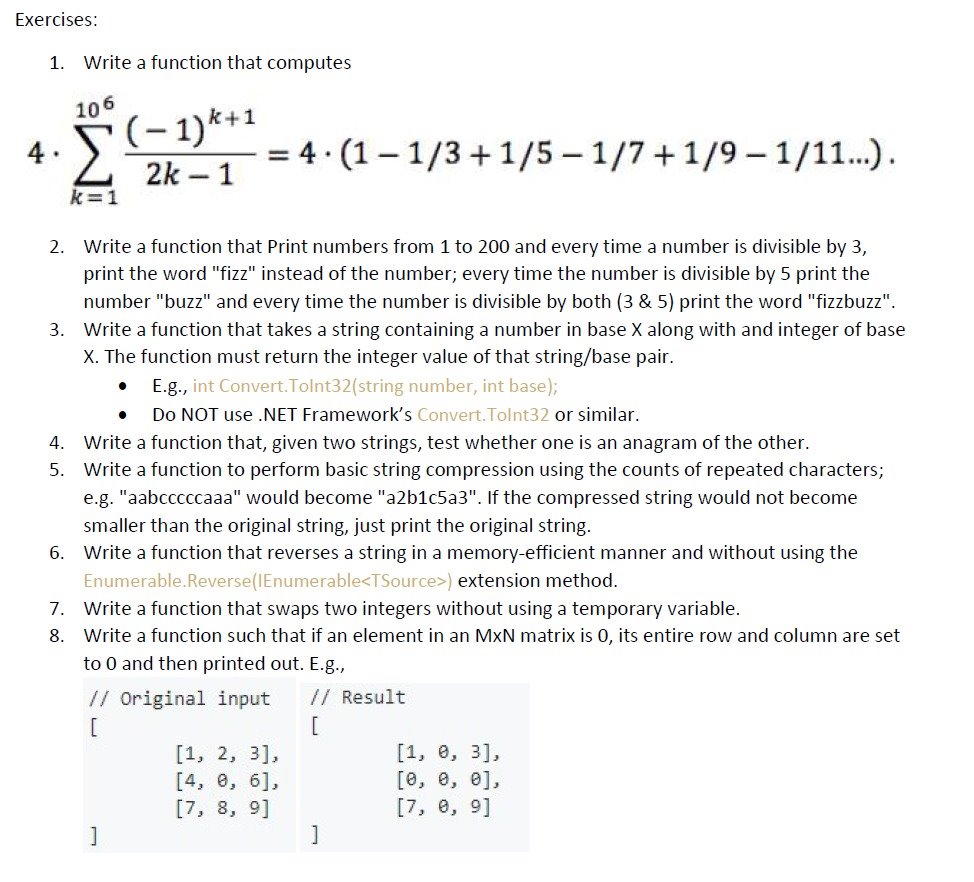 Exercises:
1. Write a function that computes
4 · ∑_{k=1}^{10^6} (−1)^{k+1} / (2k − 1) = 4 · (1 − 1/3 + 1/5 − 1/7 + 1/9 − 1/11...).
2. Write a function that Print numbers from 1 to 200 and every time a number is divisible by 3,
print the word "fizz" instead of the number; every time the number is divisible by 5 print the
number "buzz" and every time the number is divisible by both (3 & 5) print the word "fizzbuzz".
3. Write a function that takes a string containing a number in base X along with and integer of base
X. The function must return the integer value of that string/base pair.
• E.g., int Convert.ToInt32(string number, int base);
• Do NOT use .NET Framework’s Convert.ToInt32 or similar.
4. Write a function that, given two strings, test whether one is an anagram of the other.
5. Write a function to perform basic string compression using the counts of repeated characters;
e.g. "aabcccccaaa" would become "a2b1c5a3". If the compressed string would not become
smaller than the original string, just print the original string.
6. Write a function that reverses a string in a memory-efficient manner and without using the
Enumerable.Reverse(IEnumerable<TSource>) extension method.
7. Write a function that swaps two integers without using a temporary variable.
8. Write a function such that if an element in an MxN matrix is 0, its entire row and column are set
to 0 and then printed out. E.g.,
// Original input
[
[1, 2, 3],
[4, 0, 6],
[7, 8, 9]
]
// Result
[
[1, 0, 3],
[0, 0, 0],
[7, 0, 9]
]